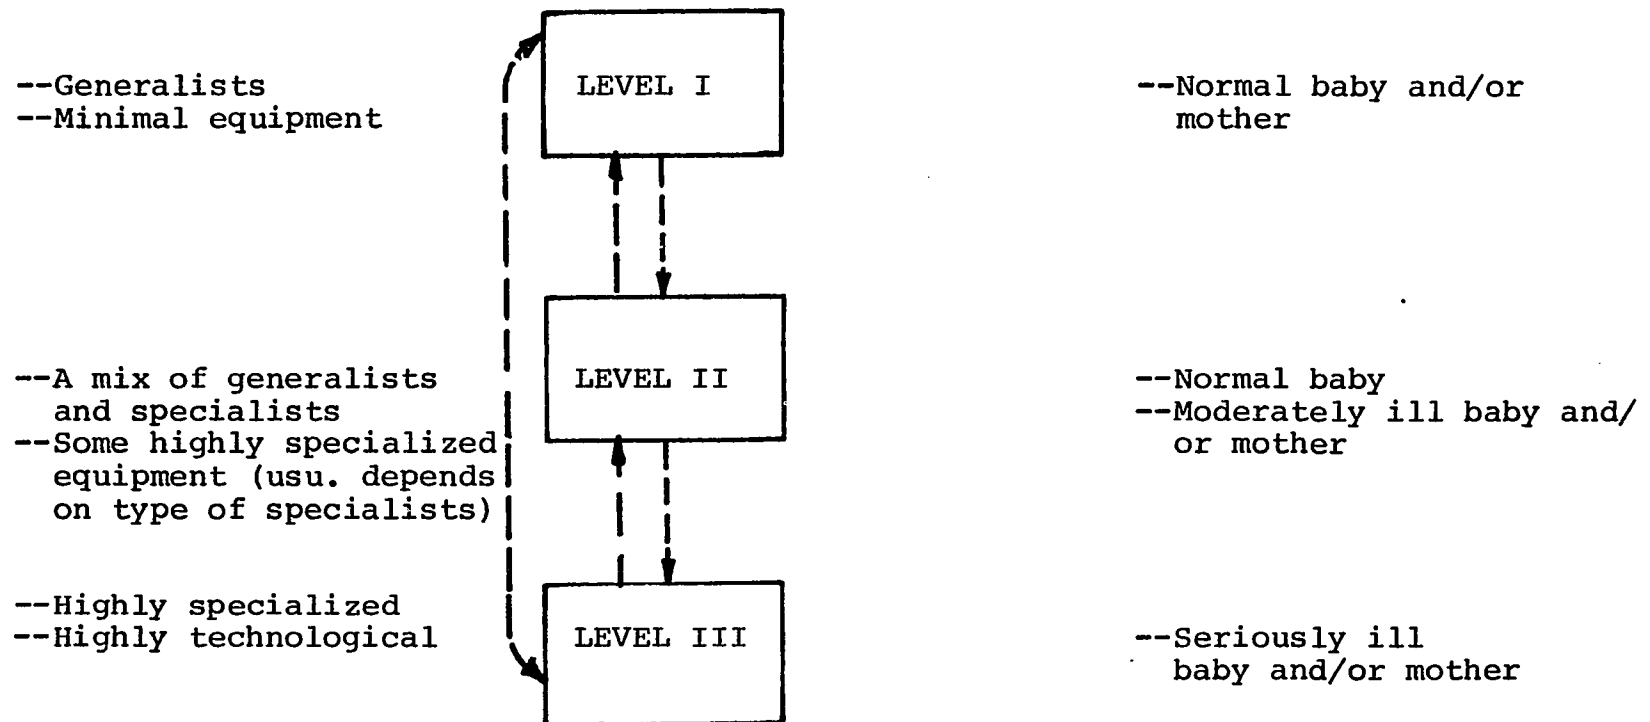 --Generalists
--Minimal equipment
LEVEL I
--Normal baby and/or
mother
--A mix of generalists
and specialists
--Some highly specialized
equipment (usu. depends
on type of specialists)
LEVEL II
--Normal baby
--Moderately ill baby and/
or mother
--Highly specialized
--Highly technological
LEVEL III
--Seriously ill
baby and/or mother